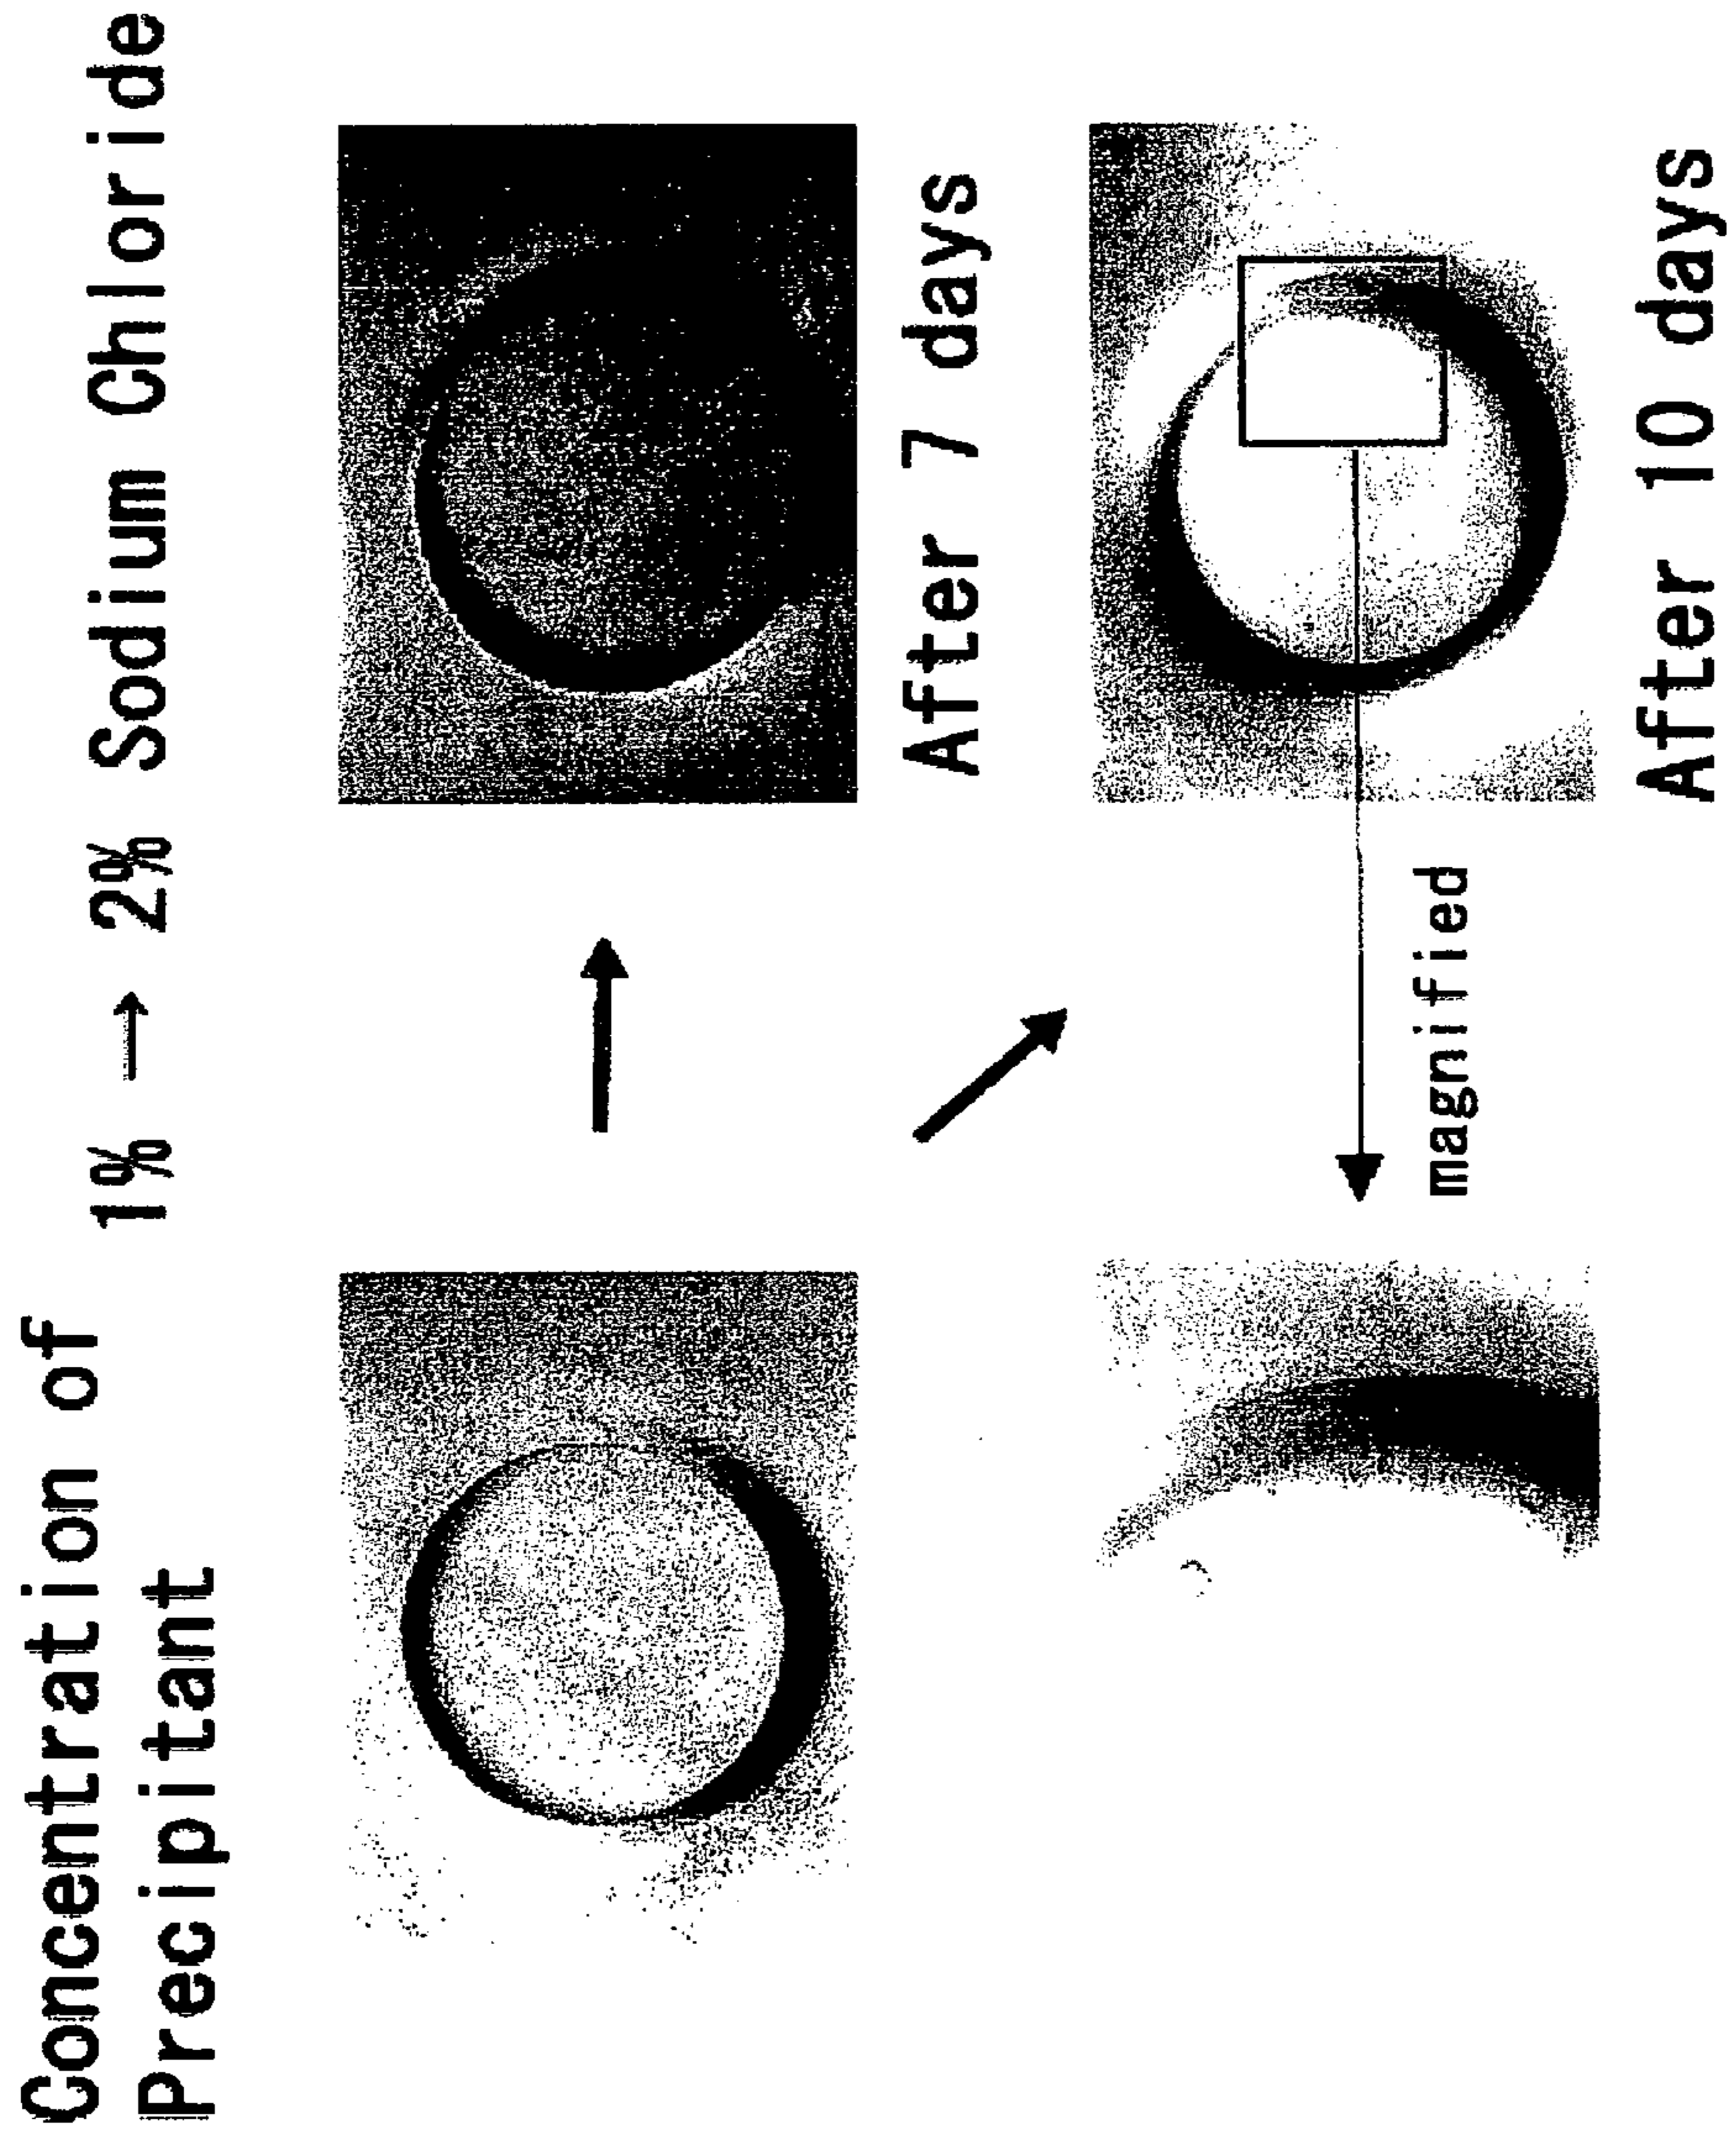 Concentration of
Precipitant
1% → 2% Sodium Chloride
After 7 days
magnified
After 10 days